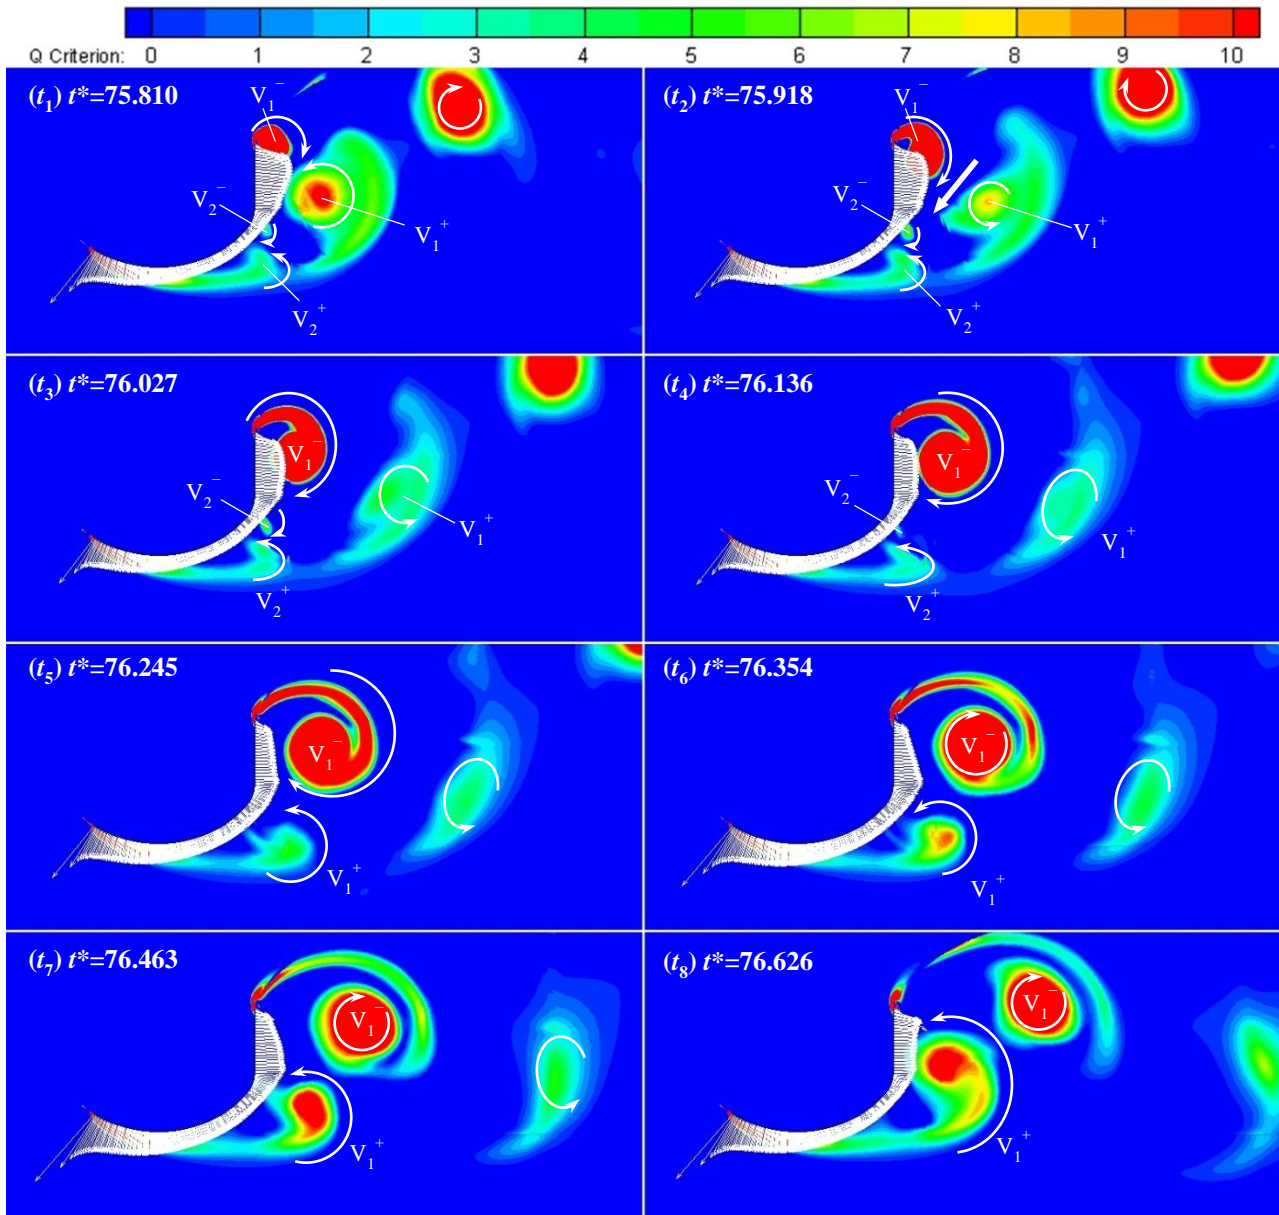 Q Criterion: 0 1 2 3 4 5 6 7 8 9 10
(t₁) t*=75.810
V₁⁻
V₂⁻
V₁⁺
V₂⁺
(t₂) t*=75.918
V₁⁻
V₂⁻
V₁⁺
V₂⁺
(t₃) t*=76.027
V₁⁻
V₂⁻
V₁⁺
V₂⁺
(t₄) t*=76.136
V₁⁻
V₂⁻
V₁⁺
V₂⁺
(t₅) t*=76.245
V₁⁻
V₁⁺
(t₆) t*=76.354
V₁⁻
V₁⁺
(t₇) t*=76.463
V₁⁻
V₁⁺
(t₈) t*=76.626
V₁⁻
V₁⁺